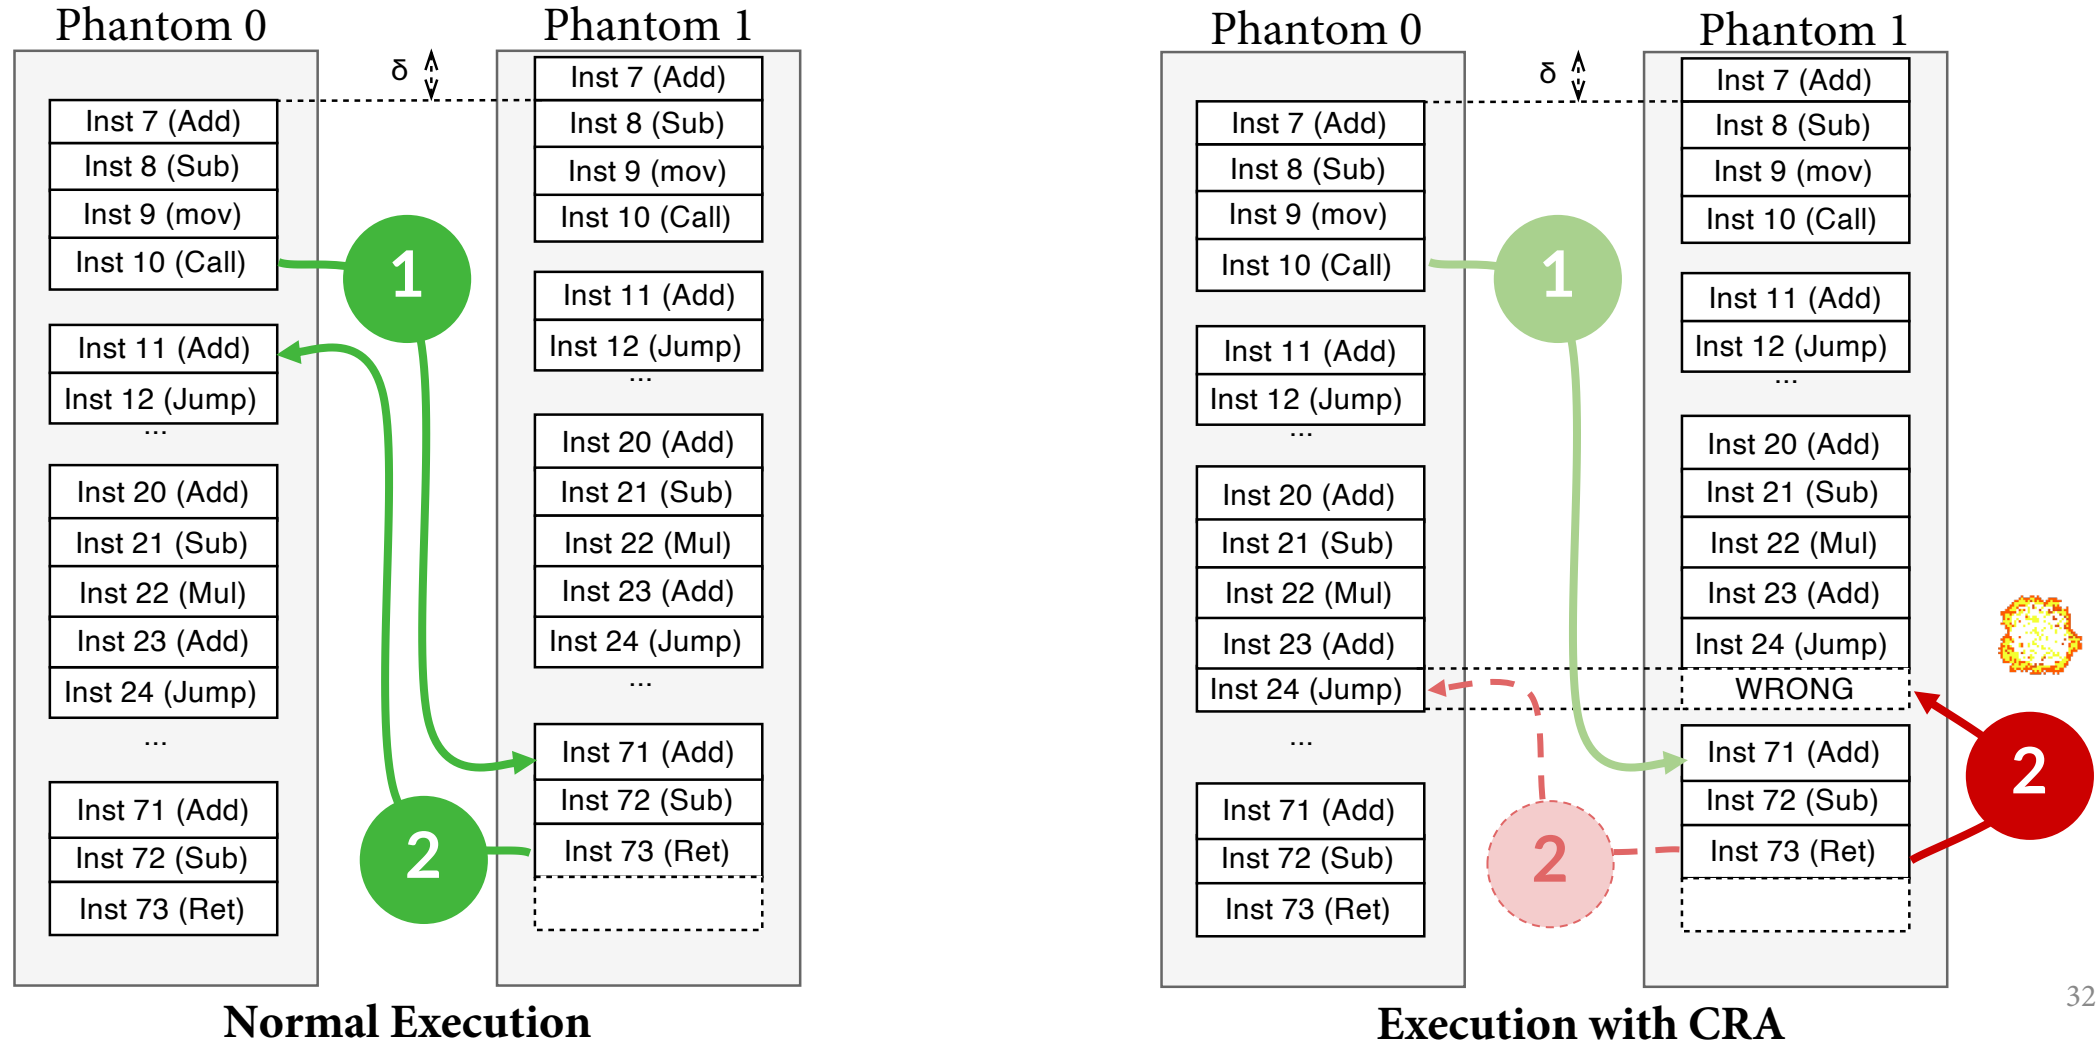 Phantom 0
Phantom 1
δ
Inst 7 (Add)
Inst 8 (Sub)
Inst 9 (mov)
Inst 10 (Call)
Inst 11 (Add)
Inst 12 (Jump)
...
Inst 20 (Add)
Inst 21 (Sub)
Inst 22 (Mul)
Inst 23 (Add)
Inst 24 (Jump)
...
Inst 71 (Add)
Inst 72 (Sub)
Inst 73 (Ret)
1
2
Inst 7 (Add)
Inst 8 (Sub)
Inst 9 (mov)
Inst 10 (Call)
Inst 11 (Add)
Inst 12 (Jump)
...
Inst 20 (Add)
Inst 21 (Sub)
Inst 22 (Mul)
Inst 23 (Add)
Inst 24 (Jump)
...
Inst 71 (Add)
Inst 72 (Sub)
Inst 73 (Ret)
Normal Execution
Phantom 0
Phantom 1
δ
Inst 7 (Add)
Inst 8 (Sub)
Inst 9 (mov)
Inst 10 (Call)
Inst 11 (Add)
Inst 12 (Jump)
...
Inst 20 (Add)
Inst 21 (Sub)
Inst 22 (Mul)
Inst 23 (Add)
Inst 24 (Jump)
...
Inst 71 (Add)
Inst 72 (Sub)
Inst 73 (Ret)
1
2
Inst 7 (Add)
Inst 8 (Sub)
Inst 9 (mov)
Inst 10 (Call)
Inst 11 (Add)
Inst 12 (Jump)
...
Inst 20 (Add)
Inst 21 (Sub)
Inst 22 (Mul)
Inst 23 (Add)
Inst 24 (Jump)
WRONG
Inst 71 (Add)
Inst 72 (Sub)
Inst 73 (Ret)
2
Execution with CRA
32